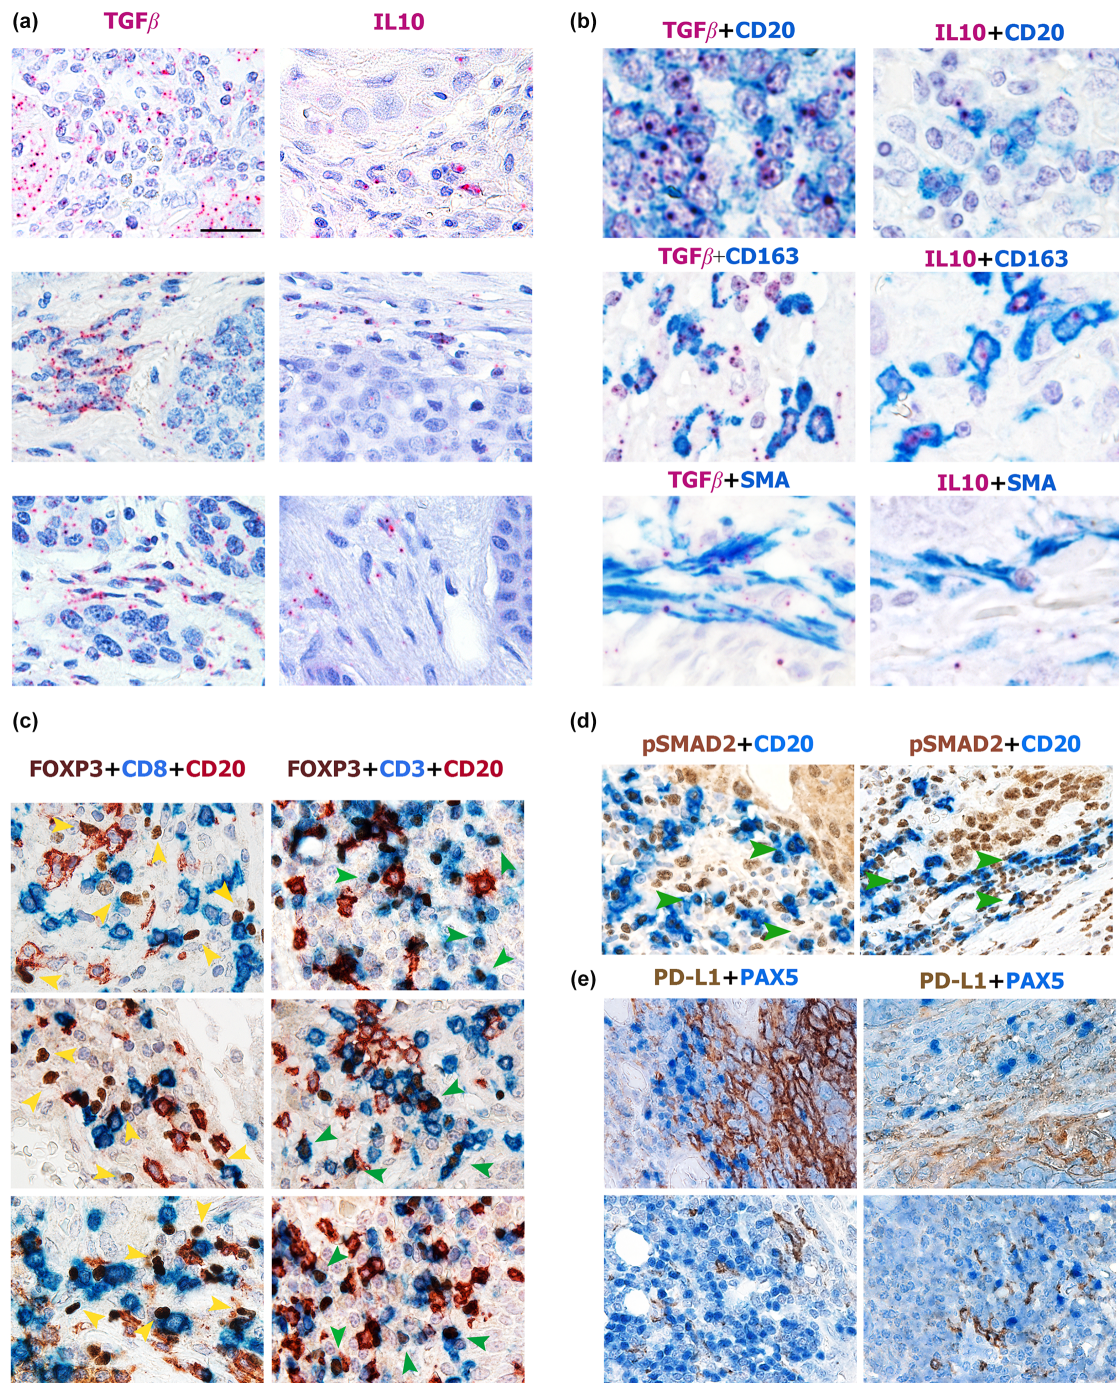 (a)
TGFβ
IL10
(b)
TGFβ+CD20
IL10+CD20
TGFβ+CD163
IL10+CD163
TGFβ+SMA
IL10+SMA
(c)
FOXP3+CD8+CD20
FOXP3+CD3+CD20
(d)
pSMAD2+CD20
pSMAD2+CD20
(e)
PD-L1+PAX5
PD-L1+PAX5